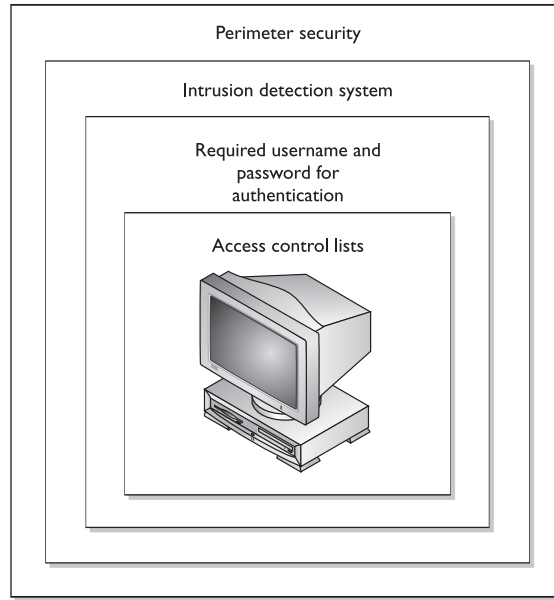 Perimeter security
Intrusion detection system
Required username and
password for
authentication
Access control lists